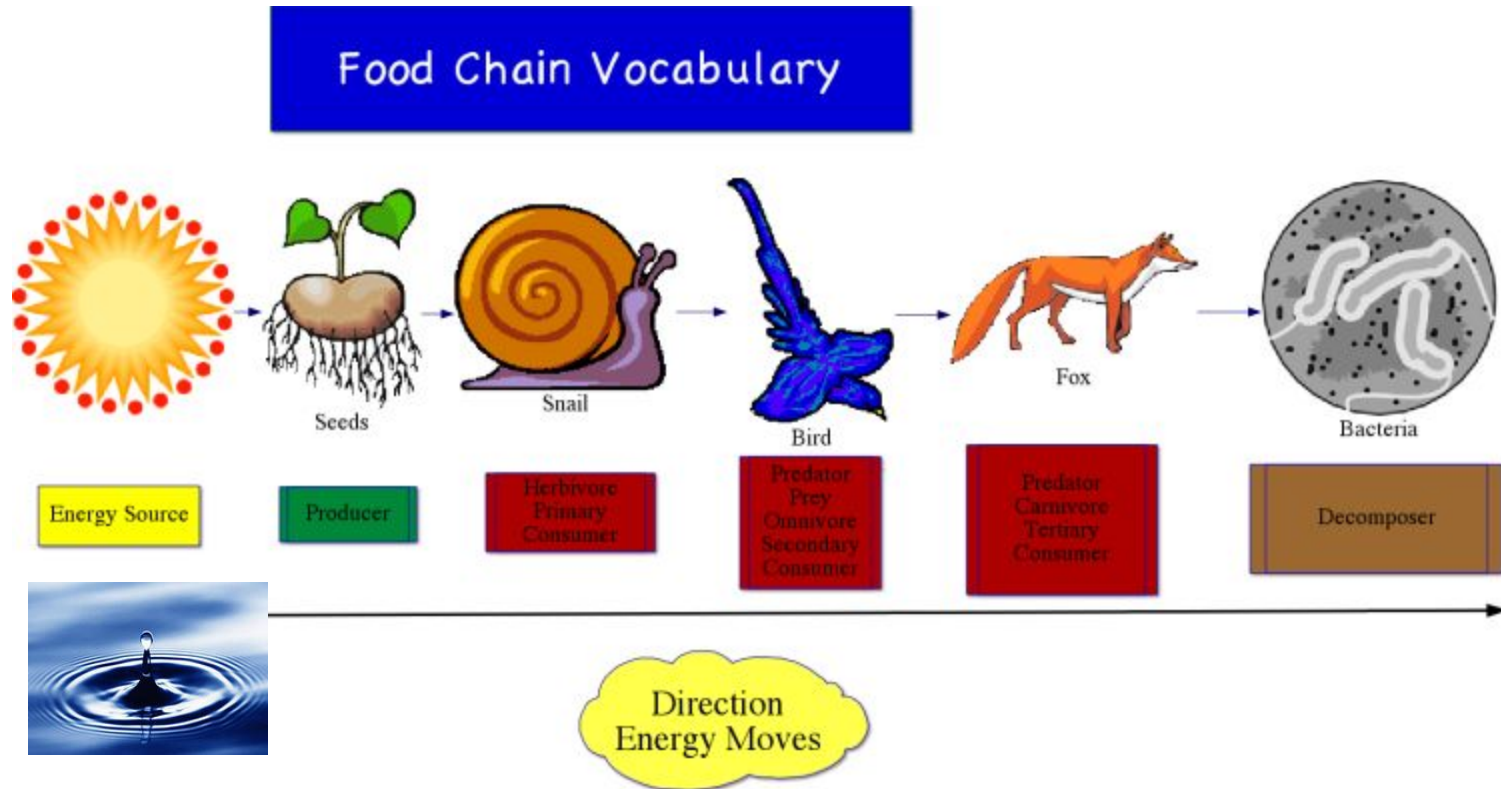 Food Chain Vocabulary
Seeds
Snail
Bird
Fox
Bacteria
Energy Source
Producer
Herbivore
Primary
Consumer
Predator
Prey
Omnivore
Secondary
Consumer
Predator
Carnivore
Tertiary
Consumer
Decomposer
Direction
Energy Moves